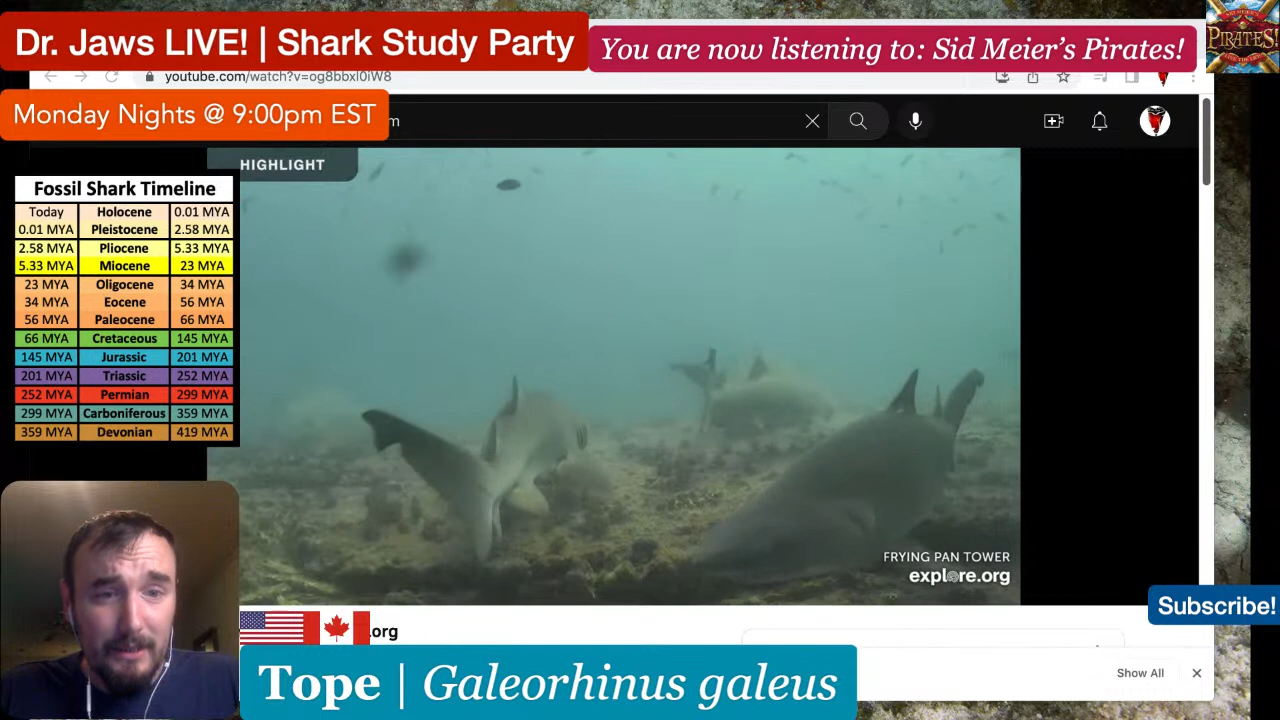 Dr. Jaws LIVE! | Shark Study Party
You are now listening to: Sid Meier's Pirates!
PIRATES!
youtube.com/watch?v=og8bbxl0iW8
Monday Nights @ 9:00pm EST
m
HIGHLIGHT
Fossil Shark Timeline
Today Holocene 0.01 MYA
0.01 MYA Pleistocene 2.58 MYA
2.58 MYA Pliocene 5.33 MYA
5.33 MYA Miocene 23 MYA
23 MYA Oligocene 34 MYA
34 MYA Eocene 56 MYA
56 MYA Paleocene 66 MYA
66 MYA Cretaceous 145 MYA
145 MYA Jurassic 201 MYA
201 MYA Triassic 252 MYA
252 MYA Permian 299 MYA
299 MYA Carboniferous 359 MYA
359 MYA Devonian 419 MYA
FRYING PAN TOWER
explore.org
Subscribe!
.org
Show All
Tope | Galeorhinus galeus